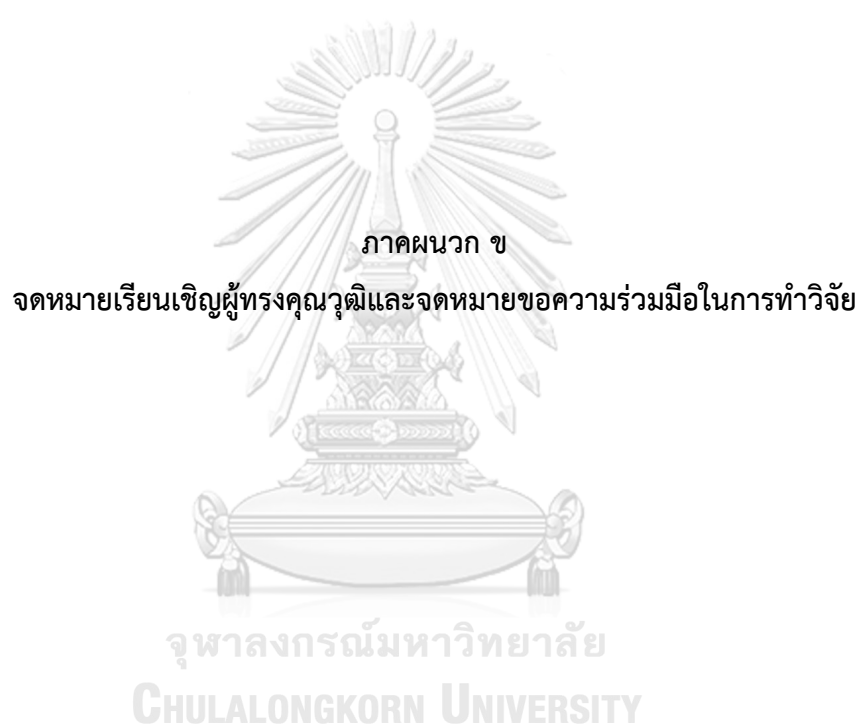 ภาคผนวก ข
จดหมายเรียนเชิญผู้ทรงคุณวุฒิและจดหมายขอความร่วมมือในการทำวิจัย
จุฬาลงกรณ์มหาวิทยาลัย
CHULALONGKORN UNIVERSITY